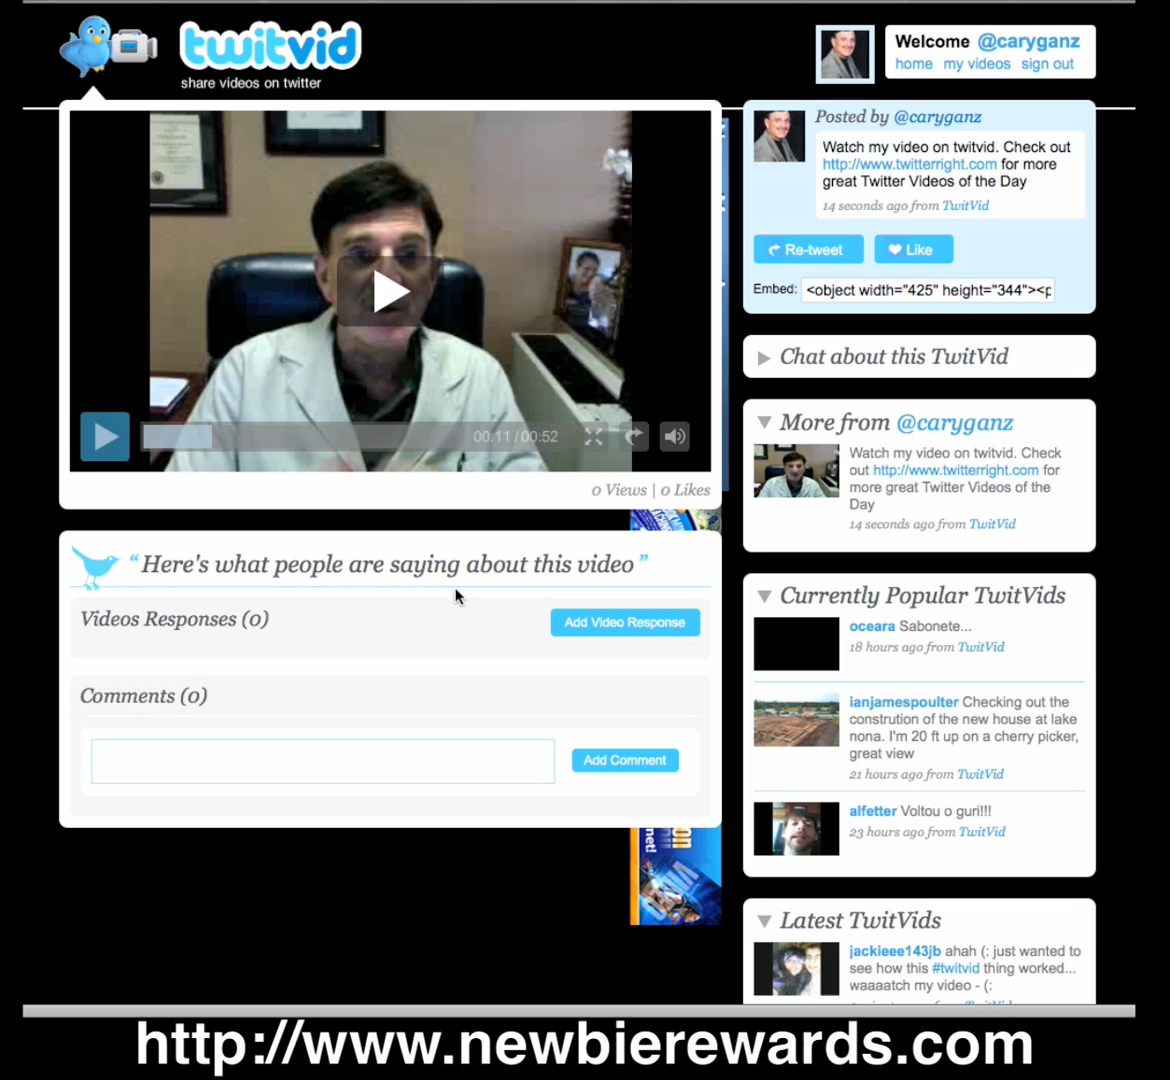 twitvid
share videos on twitter
Welcome @caryganz
home my videos sign out
00:11 / 00:52
0 Views | 0 Likes
“ Here's what people are saying about this video ”
Videos Responses (0)
Add Video Response
Comments (0)
Add Comment
Posted by @caryganz
Watch my video on twitvid. Check out
http://www.twitterright.com for more
great Twitter Videos of the Day
14 seconds ago from TwitVid
Re-tweet
Like
Embed: <object width="425" height="344"><p
Chat about this TwitVid
More from @caryganz
Watch my video on twitvid. Check
out http://www.twitterright.com for
more great Twitter Videos of the
Day
14 seconds ago from TwitVid
Currently Popular TwitVids
oceara Sabonete...
18 hours ago from TwitVid
ianjamespoulter Checking out the
constrution of the new house at lake
nona. I'm 20 ft up on a cherry picker,
great view
21 hours ago from TwitVid
alfetter Voltou o guri!!!
23 hours ago from TwitVid
Latest TwitVids
jackieee143jb ahah (: just wanted to
see how this #twitvid thing worked...
waaaatch my video - (:
http://www.newbierewards.com